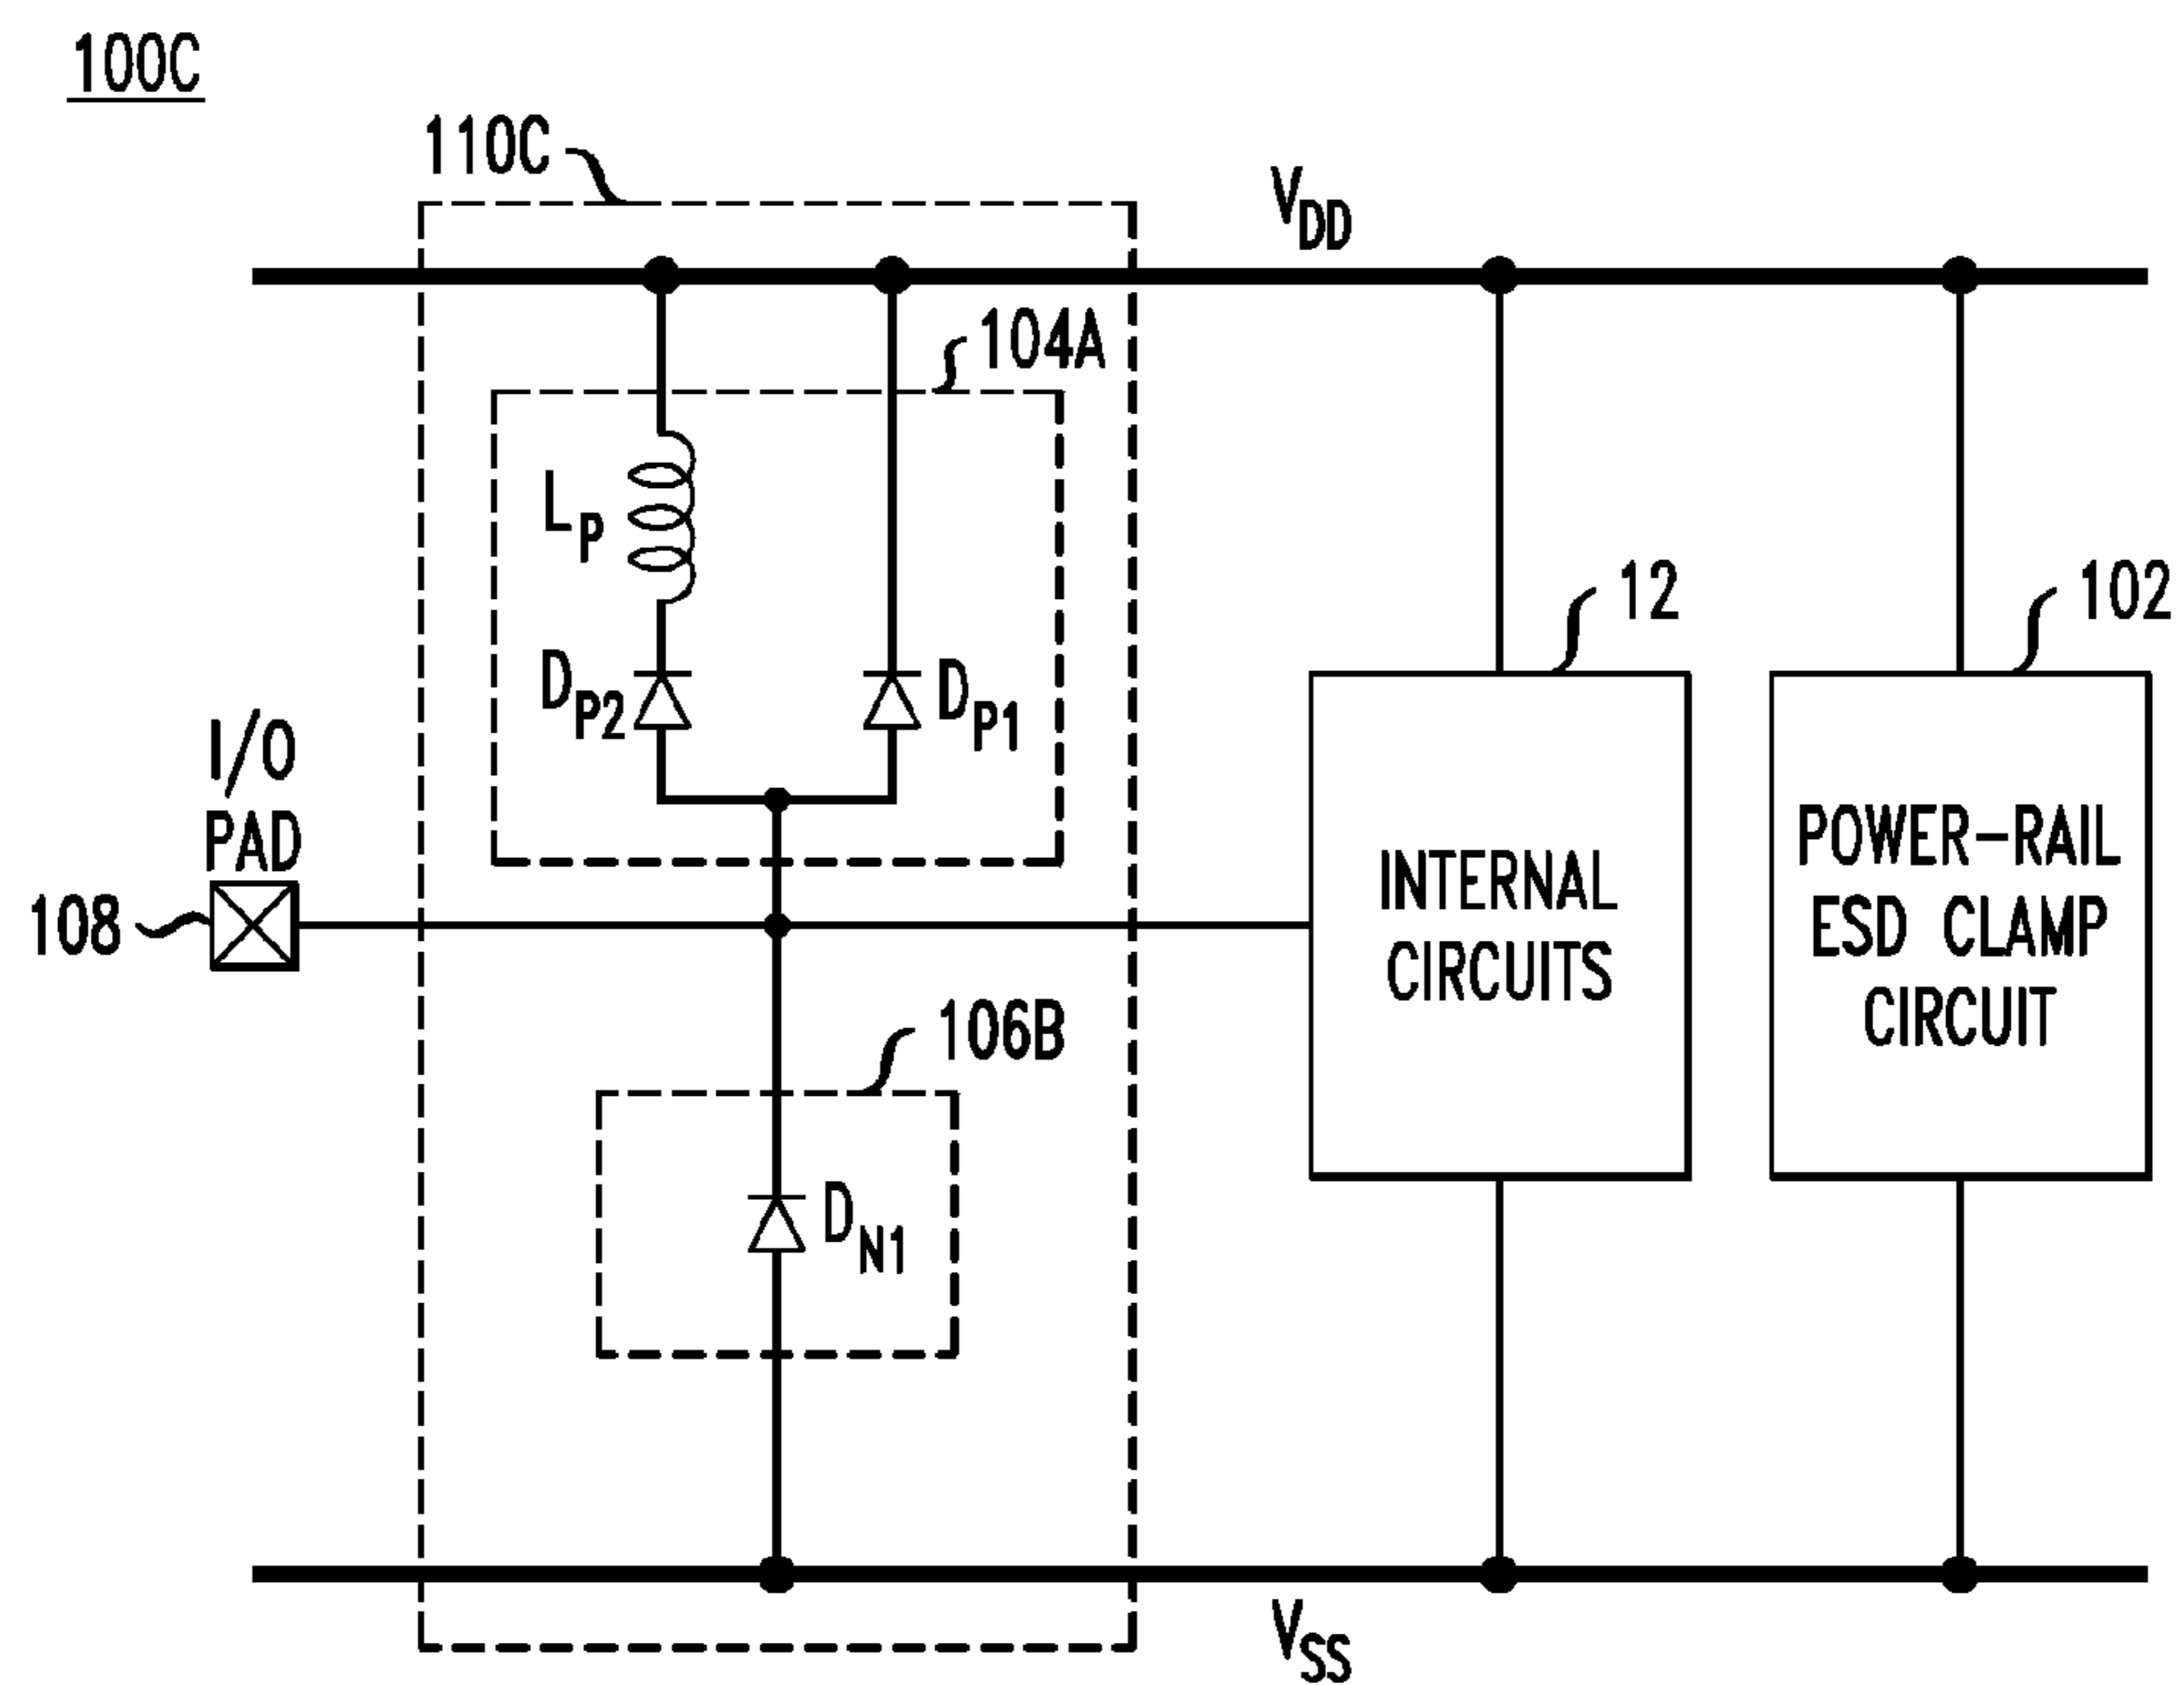 100C
110C
VDD
104A
LP
12
102
DP2
DP1
I/O
PAD
108
INTERNAL
CIRCUITS
POWER-RAIL
ESD CLAMP
CIRCUIT
106B
DN1
VSS